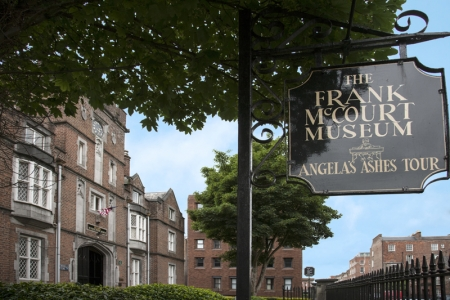 THE
FRANK
McCOURT
MUSEUM
ANGELA'S ASHES TOUR